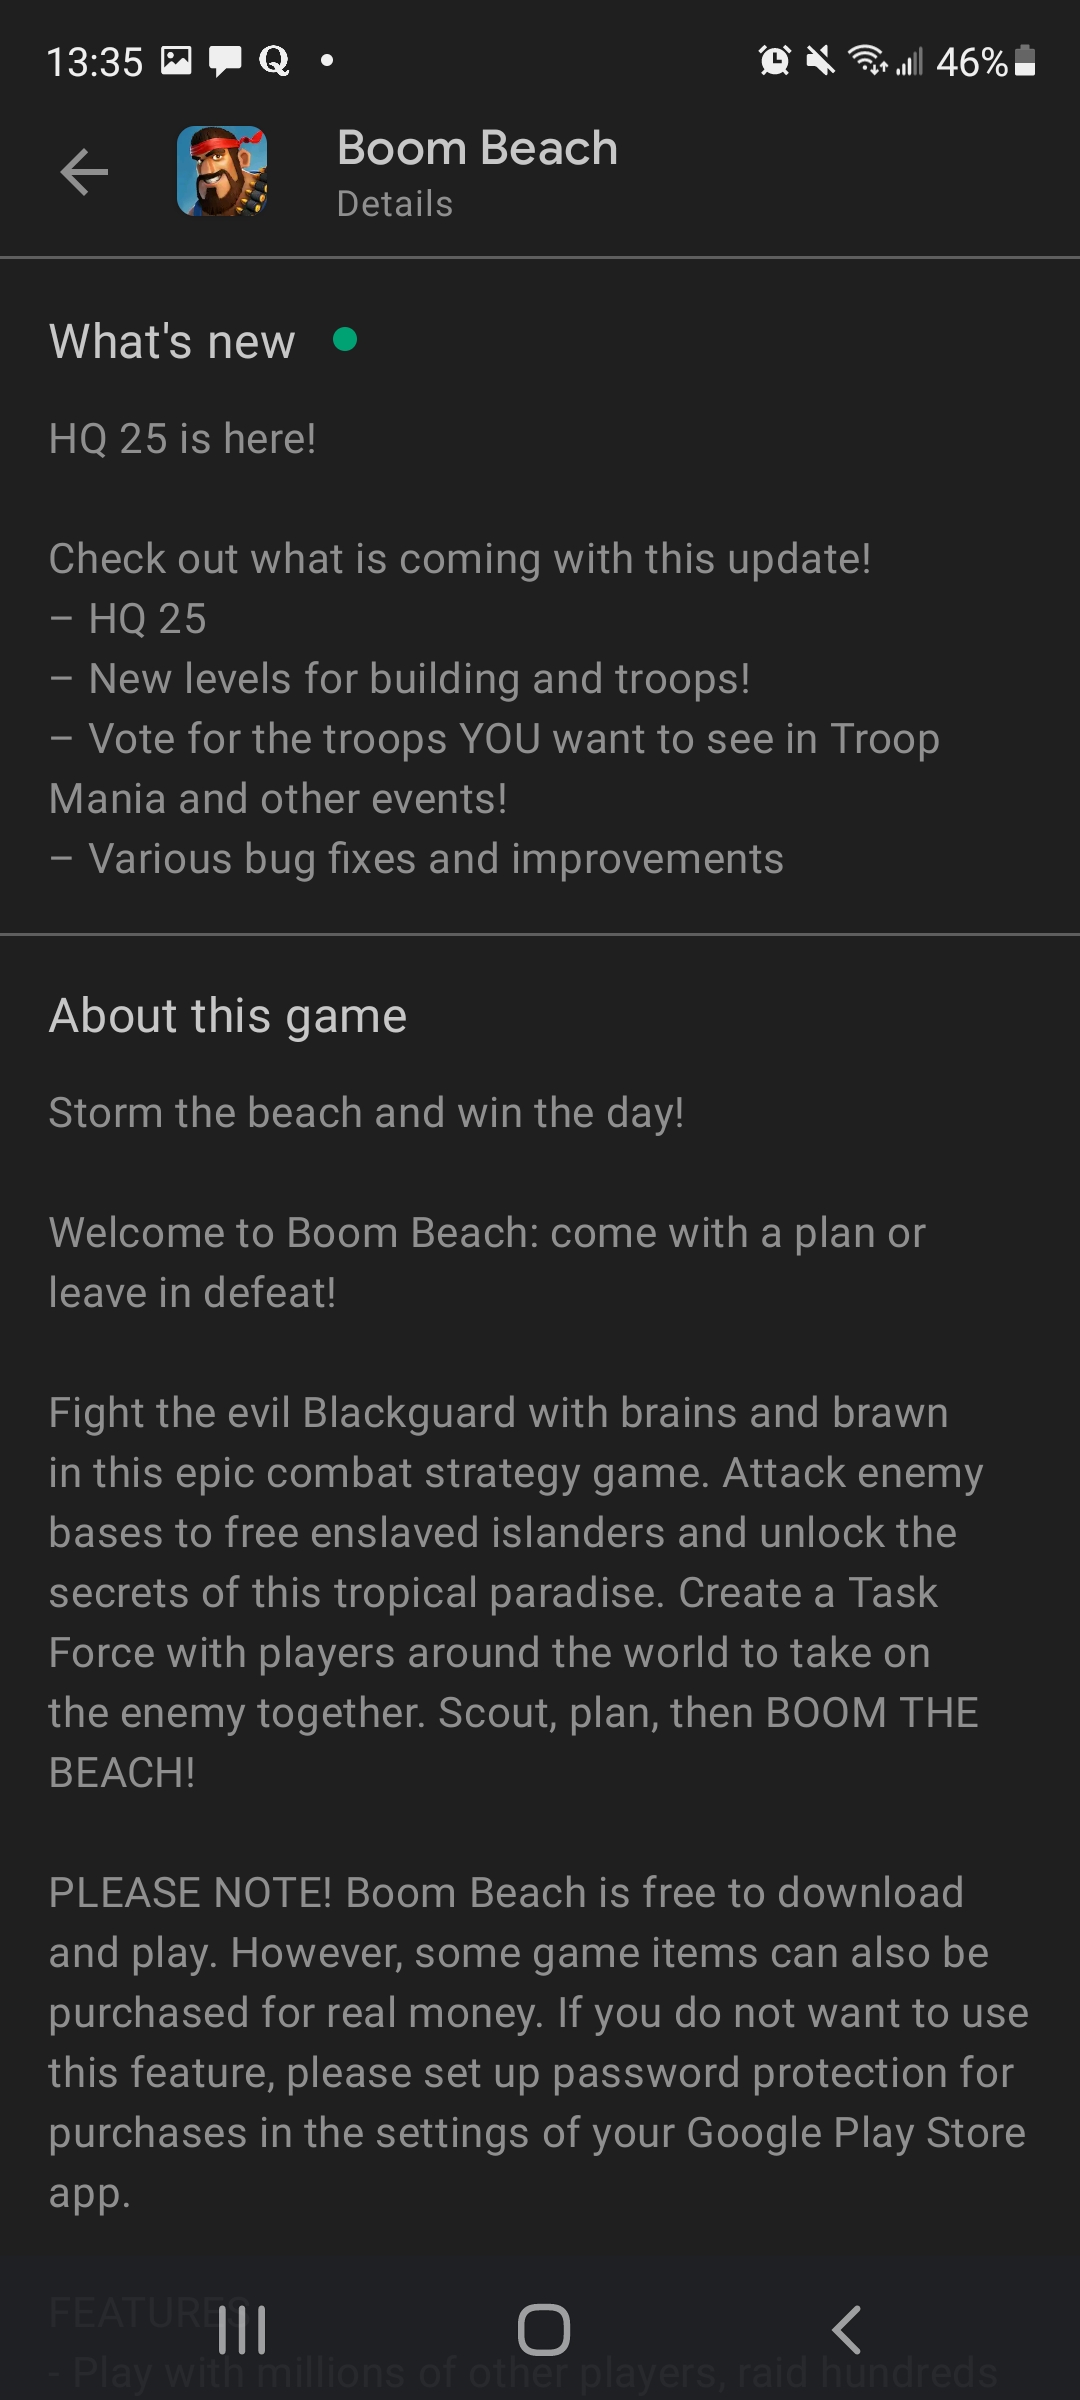 13:35
46%
Boom Beach
Details
What's new
HQ 25 is here!
Check out what is coming with this update!
– HQ 25
– New levels for building and troops!
– Vote for the troops YOU want to see in Troop
Mania and other events!
– Various bug fixes and improvements
About this game
Storm the beach and win the day!
Welcome to Boom Beach: come with a plan or
leave in defeat!
Fight the evil Blackguard with brains and brawn
in this epic combat strategy game. Attack enemy
bases to free enslaved islanders and unlock the
secrets of this tropical paradise. Create a Task
Force with players around the world to take on
the enemy together. Scout, plan, then BOOM THE
BEACH!
PLEASE NOTE! Boom Beach is free to download
and play. However, some game items can also be
purchased for real money. If you do not want to use
this feature, please set up password protection for
purchases in the settings of your Google Play Store
app.
FEATURES
- Play with millions of other players, raid hundreds